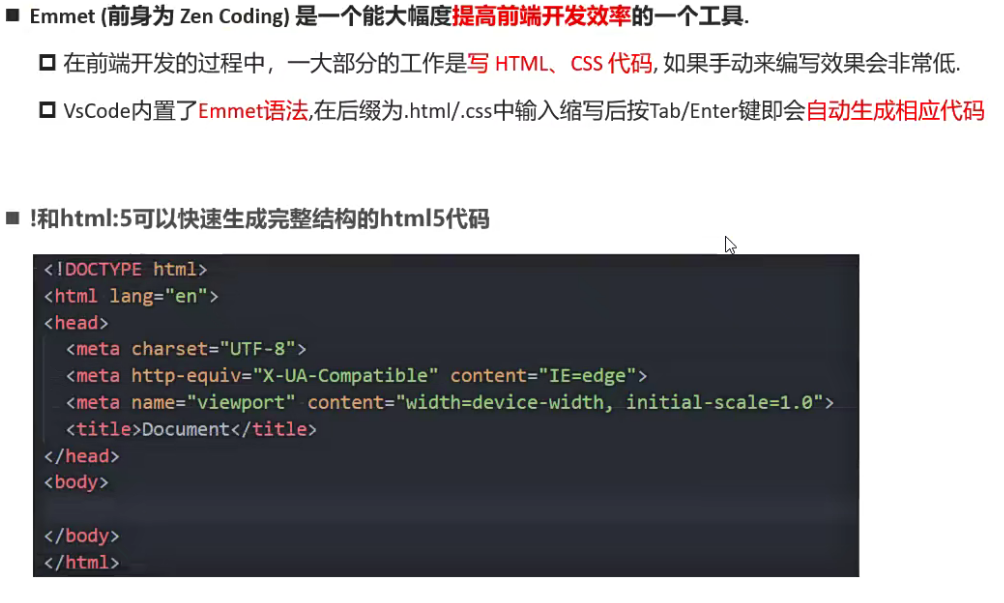 Emmet (前身为 Zen Coding) 是一个能大幅度提高前端开发效率的一个工具.
在前端开发的过程中，一大部分的工作是写 HTML、CSS 代码, 如果手动来编写效果会非常低.
VsCode内置了Emmet语法,在后缀为.html/.css中输入缩写后按Tab/Enter键即会自动生成相应代码
!和html:5可以快速生成完整结构的html5代码
<!DOCTYPE html>
<html lang="en">
<head>
  <meta charset="UTF-8">
  <meta http-equiv="X-UA-Compatible" content="IE=edge">
  <meta name="viewport" content="width=device-width, initial-scale=1.0">
  <title>Document</title>
</head>
<body>
</body>
</html>